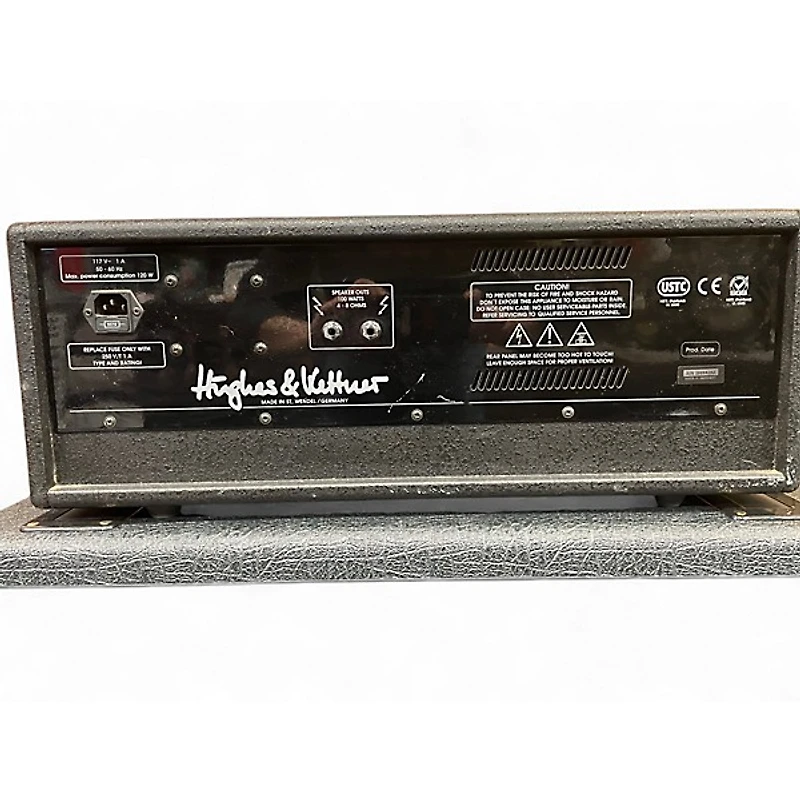 117 V~ 1 A
50 - 60 Hz
Max. power consumption 120 W
REPLACE FUSE ONLY WITH
250 V/T 1 A
TYPE AND RATING!
SPEAKER OUTS
100 WATTS
4 - 8 OHMS
Hughes & Kettner
MADE IN ST. WENDEL / GERMANY
CAUTION!
TO PREVENT THE RISK OF FIRE AND SHOCK HAZARD
DON'T EXPOSE THIS APPLIANCE TO MOISTURE OR RAIN.
DO NOT OPEN CASE: NO USER SERVICEABLE PARTS INSIDE.
REFER SERVICING TO QUALIFIED SERVICE PERSONNEL.
REAR PANEL MAY BECOME TOO HOT TO TOUCH!
LEAVE ENOUGH SPACE FOR PROPER VENTILATION!
USTC
CE
Prod. Date